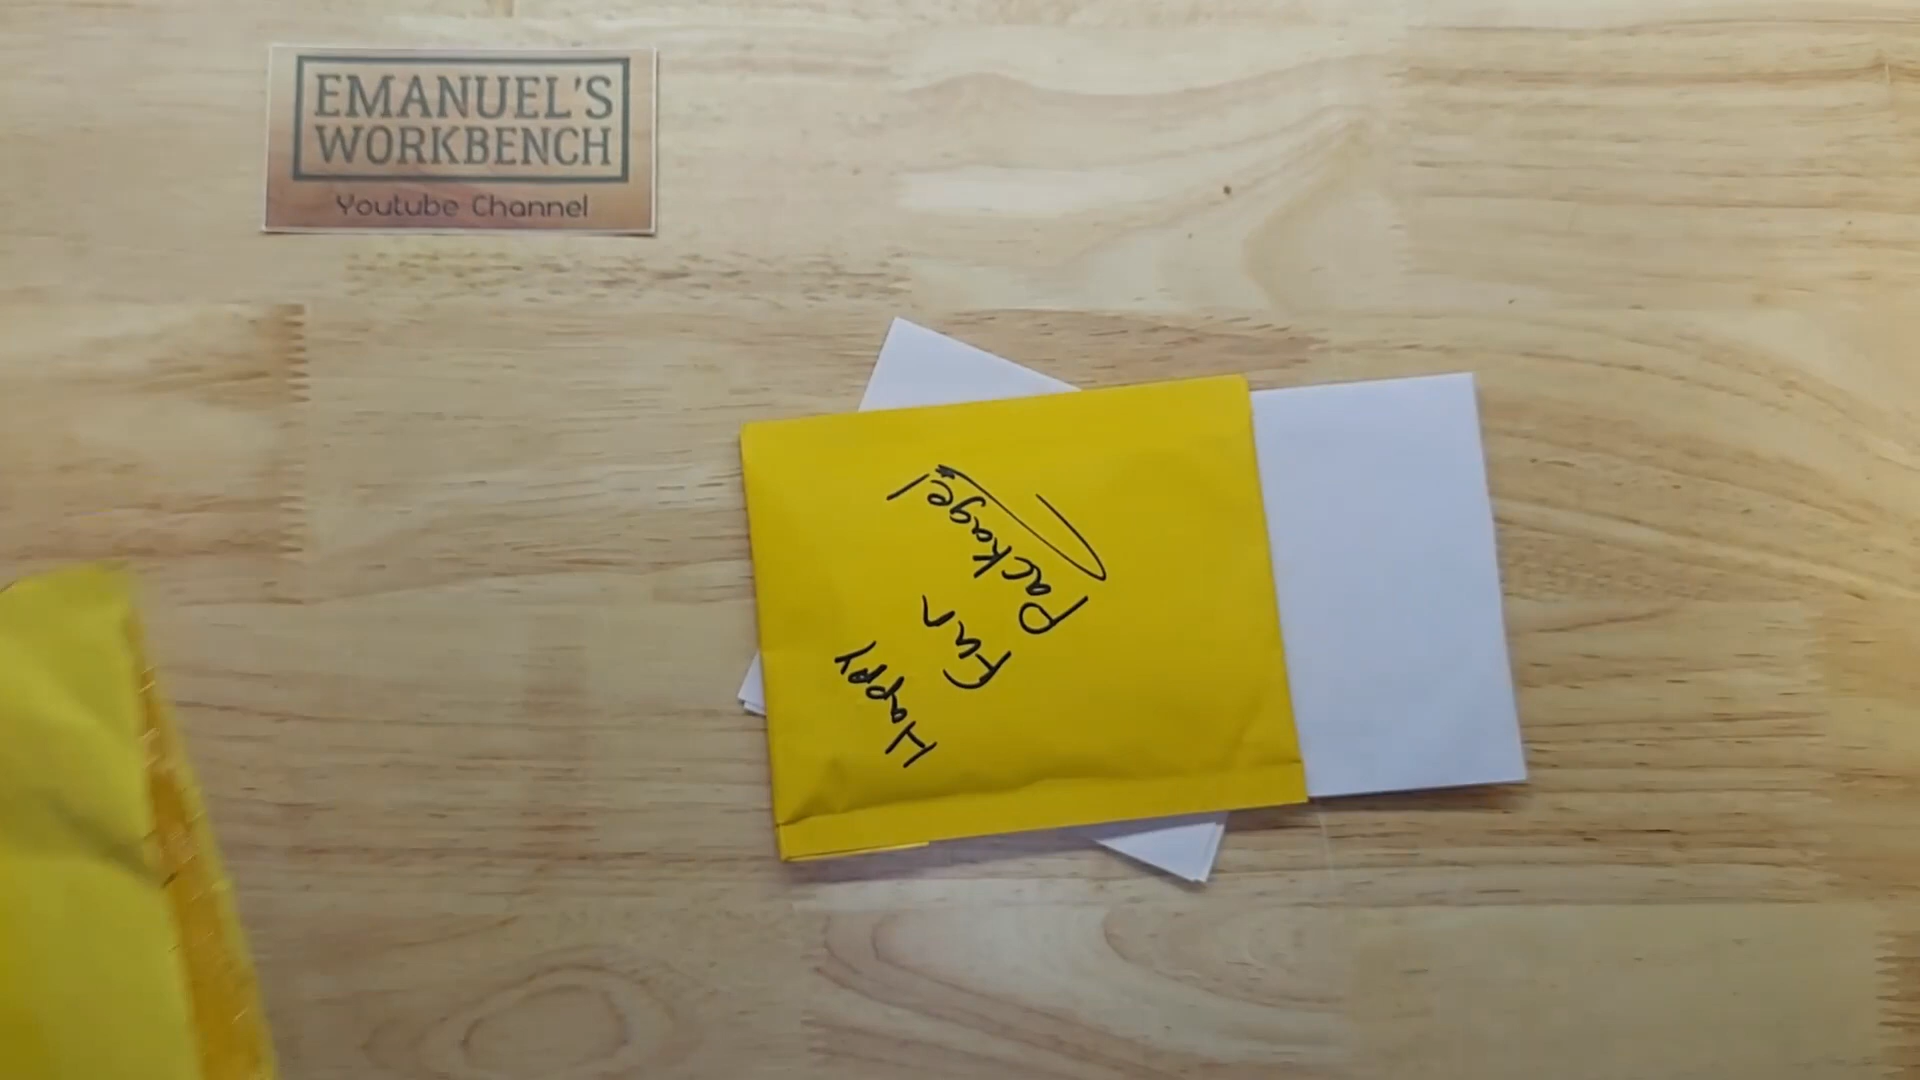 EMANUEL'S
WORKBENCH
Youtube Channel
Happy
Fun
Package!